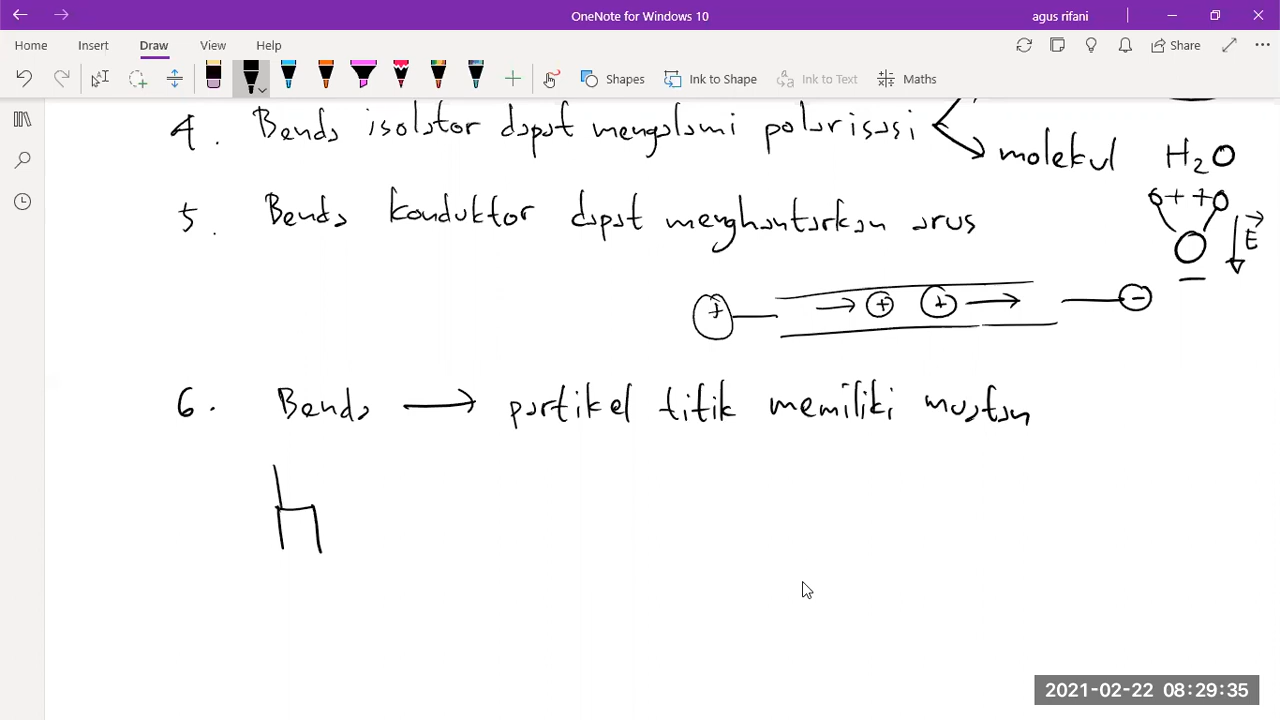 OneNote for Windows 10
agus rifani
Home Insert Draw View Help
Share
Shapes
Ink to Shape
Ink to Text
Maths
4. Benda isolator dapat mengalami polarisasi
molekul H2O
+ +
E
5. Benda konduktor dapat menghantarkan arus
+ + + -
6. Benda → partikel titik memiliki muatan
2021-02-22 08:29:35